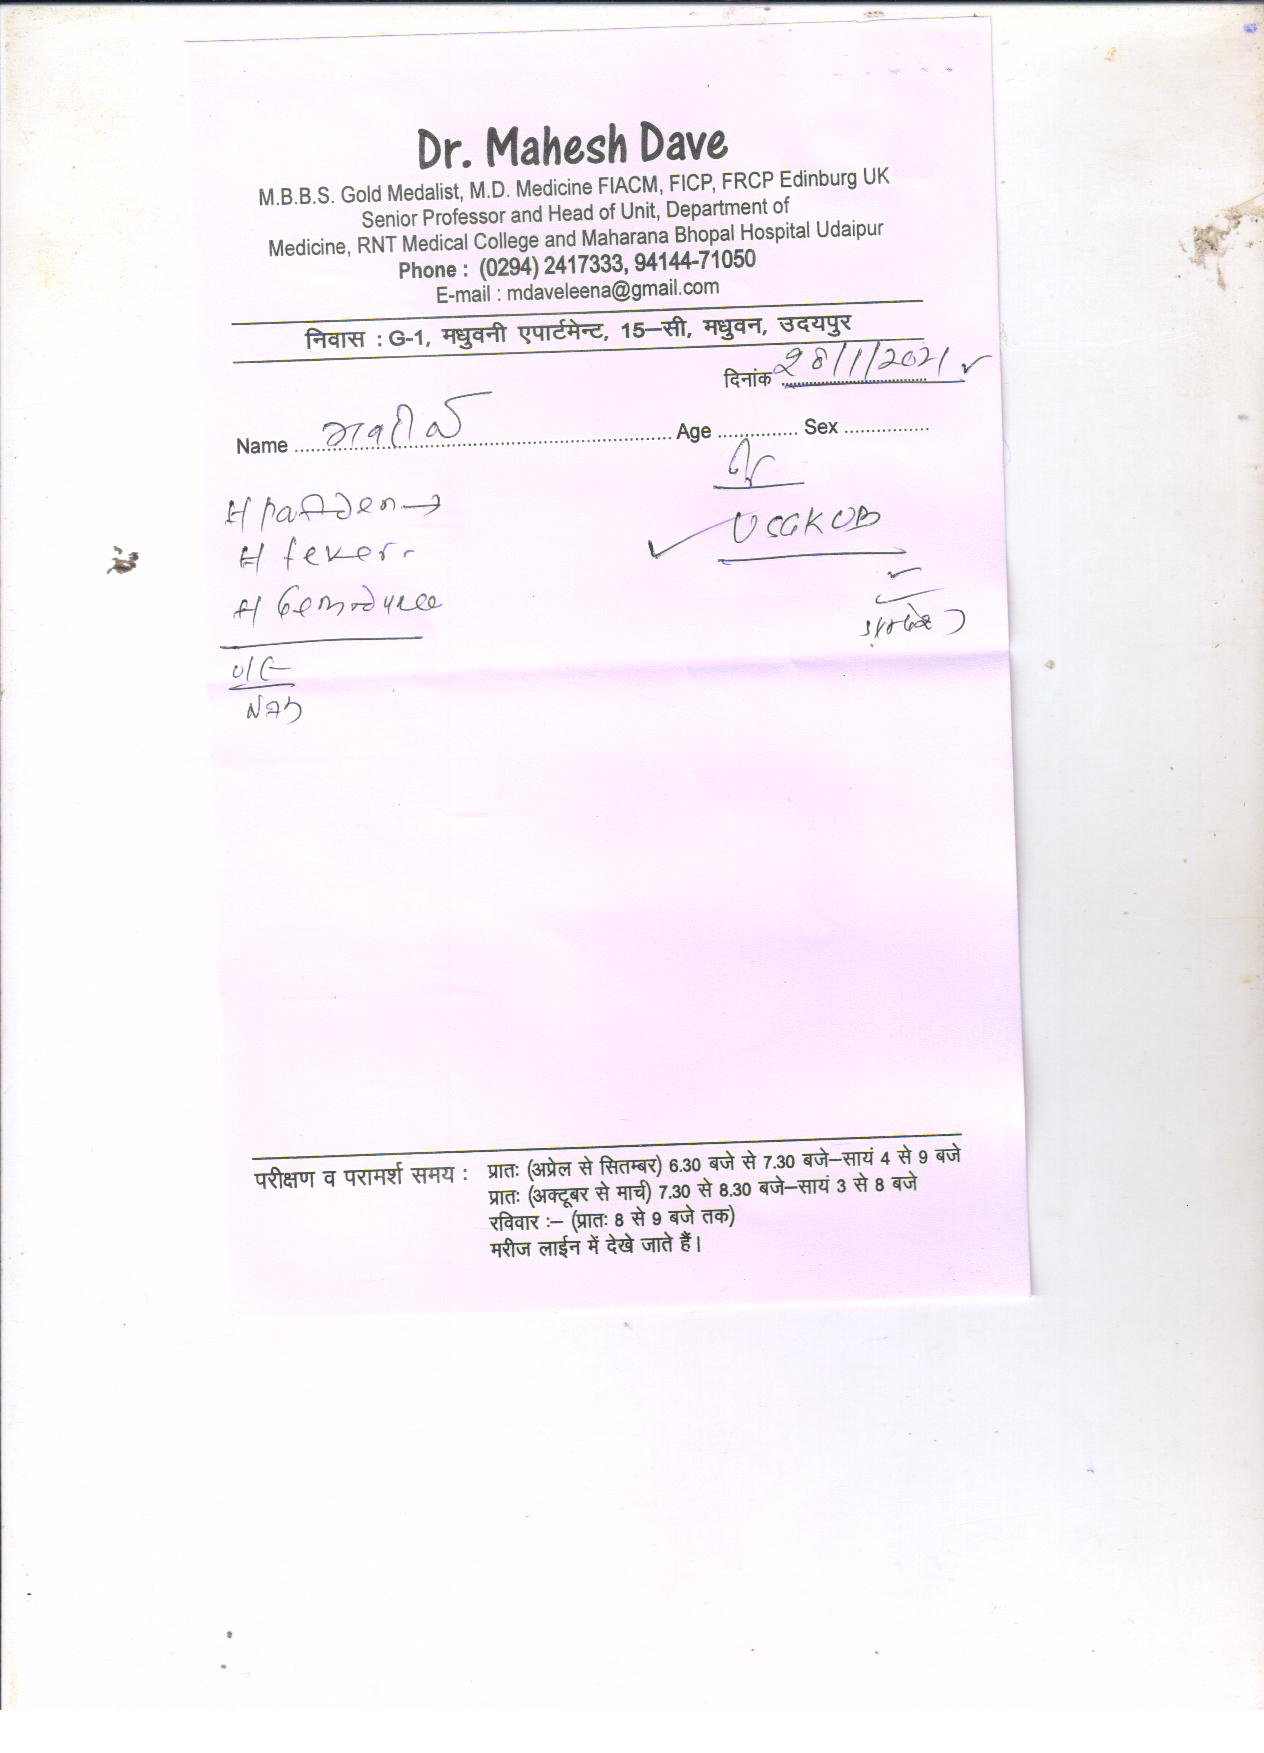 Dr. Mahesh Dave
M.B.B.S. Gold Medalist, M.D. Medicine FIACM, FICP, FRCP Edinburg UK
Senior Professor and Head of Unit, Department of
Medicine, RNT Medical College and Maharana Bhopal Hospital Udaipur
Phone : (0294) 2417333, 94144-71050
E-mail : mdaveleena@gmail.com
निवास : G-1, मधुवनी एपार्टमेन्ट, 15–सी, मधुवन, उदयपुर
दिनांक 28/1/2021
Name Age Sex
H
H fever
USG KUB
H
O/E
NAD
परीक्षण व परामर्श समय : प्रातः (अप्रेल से सितम्बर) 6.30 बजे से 7.30 बजे–सायं 4 से 9 बजे
प्रातः (अक्टूबर से मार्च) 7.30 से 8.30 बजे–सायं 3 से 8 बजे
रविवार :– (प्रातः 8 से 9 बजे तक)
मरीज लाईन में देखे जाते हैं।